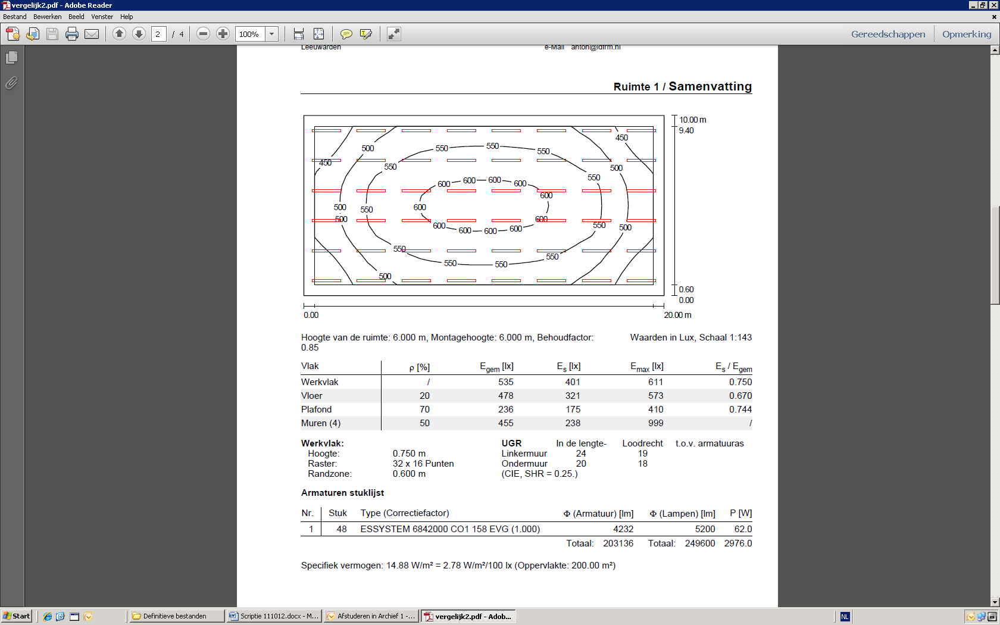 vergelijk2.pdf - Adobe Reader
Bestand Bewerken Beeld Venster Help
2 / 4 100% Gereedschappen Opmerking
Leeuwarden e-Mail anton@ldfrm.nl
Ruimte 1 / Samenvatting
10.00 m
9.40
450
500 550 550 550
450 550 500
550
600 600 600 600
600
500 550 600
500 600
600 600 600 600 550 500
550
550 550 550
500
0.60
0.00
0.00 20.00 m
Hoogte van de ruimte: 6.000 m, Montagehoogte: 6.000 m, Behoudfactor: Waarden in Lux, Schaal 1:143
0.85
Vlak ρ [%] Egem [lx] Es [lx] Emax [lx] Es / Egem
Werkvlak / 535 401 611 0.750
Vloer 20 478 321 573 0.670
Plafond 70 236 175 410 0.744
Muren (4) 50 455 238 999 /
Werkvlak: UGR In de lengte- Loodrecht t.o.v. armatuuras
Hoogte: 0.750 m Linkermuur 24 19
Raster: 32 x 16 Punten Ondermuur 20 18
Randzone: 0.600 m (CIE, SHR = 0.25.)
Armaturen stuklijst
Nr. Stuk Type (Correctiefactor) Φ (Armatuur) [lm] Φ (Lampen) [lm] P [W]
1 48 ESSYSTEM 6842000 CO1 158 EVG (1.000) 4232 5200 62.0
Totaal: 203136 Totaal: 249600 2976.0
Specifiek vermogen: 14.88 W/m² = 2.78 W/m²/100 lx (Oppervlakte: 200.00 m²)
Start Definitieve bestanden Scriptie 111012.docx - M... Afstuderen in Archief 1 -... vergelijk2.pdf - Adob... NL